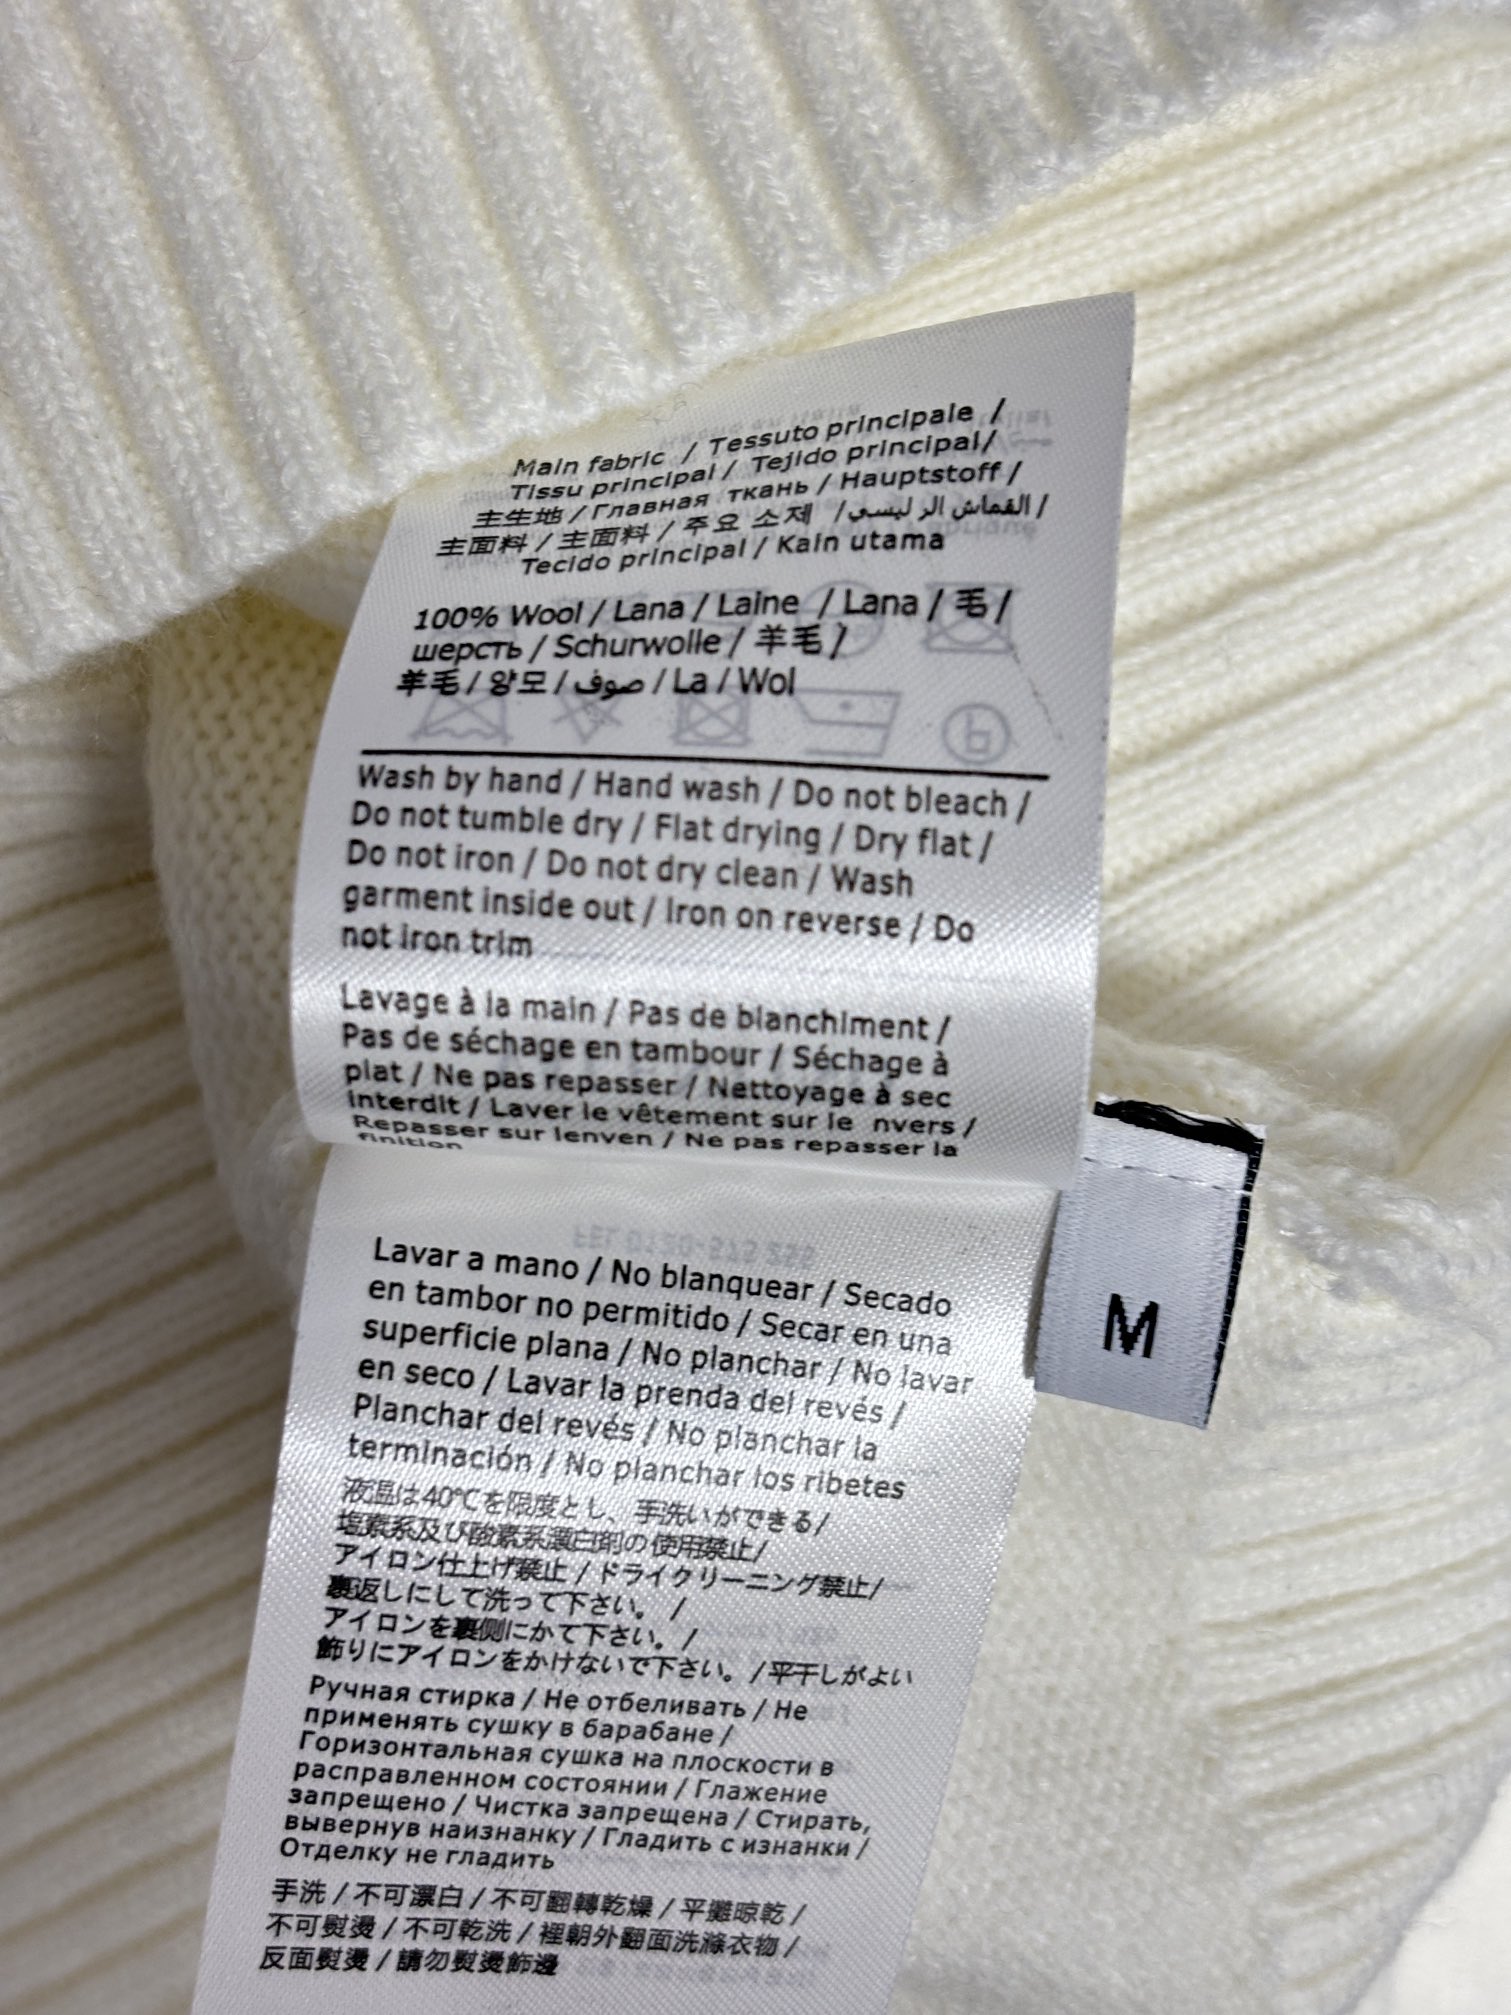 Main fabric / Tessuto principale /
Tissu principal / Tejido principal/
主生地 / Главная ткань / Hauptstoff /
主面料 / 主面料 / 주요 소제 / القماش الرئيسي /
Tecido principal / Kain utama
100% Wool / Lana / Laine / Lana / 毛 /
шерсть / Schurwolle / 羊毛 /
羊毛 / 양모 / صوف / La / Wol
Wash by hand / Hand wash / Do not bleach /
Do not tumble dry / Flat drying / Dry flat /
Do not iron / Do not dry clean / Wash
garment inside out / Iron on reverse / Do
not iron trim
Lavage à la main / Pas de blanchiment /
Pas de séchage en tambour / Séchage à
plat / Ne pas repasser / Nettoyage à sec
interdit / Laver le vêtement sur le nvers /
Repasser sur lenven / Ne pas repasser la
finition
M
Lavar a mano / No blanquear / Secado
en tambor no permitido / Secar en una
superficie plana / No planchar / No lavar
en seco / Lavar la prenda del revés /
Planchar del revés / No planchar la
terminación / No planchar los ribetes
液温は40℃を限度とし、手洗いができる/
塩素系及び酸素系漂白剤の使用禁止/
アイロン仕上げ禁止 / ドライクリーニング禁止/
裏返しにして洗って下さい。 /
アイロンを裏側にかて下さい。 /
飾りにアイロンをかけないで下さい。 / 平干しがよい
Ручная стирка / Не отбеливать / Не
применять сушку в барабане /
Горизонтальная сушка на плоскости в
расправленном состоянии / Глажение
запрещено / Чистка запрещена / Стирать,
вывернув наизнанку / Гладить с изнанки /
Отделку не гладить
手洗 / 不可漂白 / 不可翻轉乾燥 / 平攤晾乾 /
不可熨燙 / 不可乾洗 / 裡朝外翻面洗滌衣物 /
反面熨燙 / 請勿熨燙飾邊